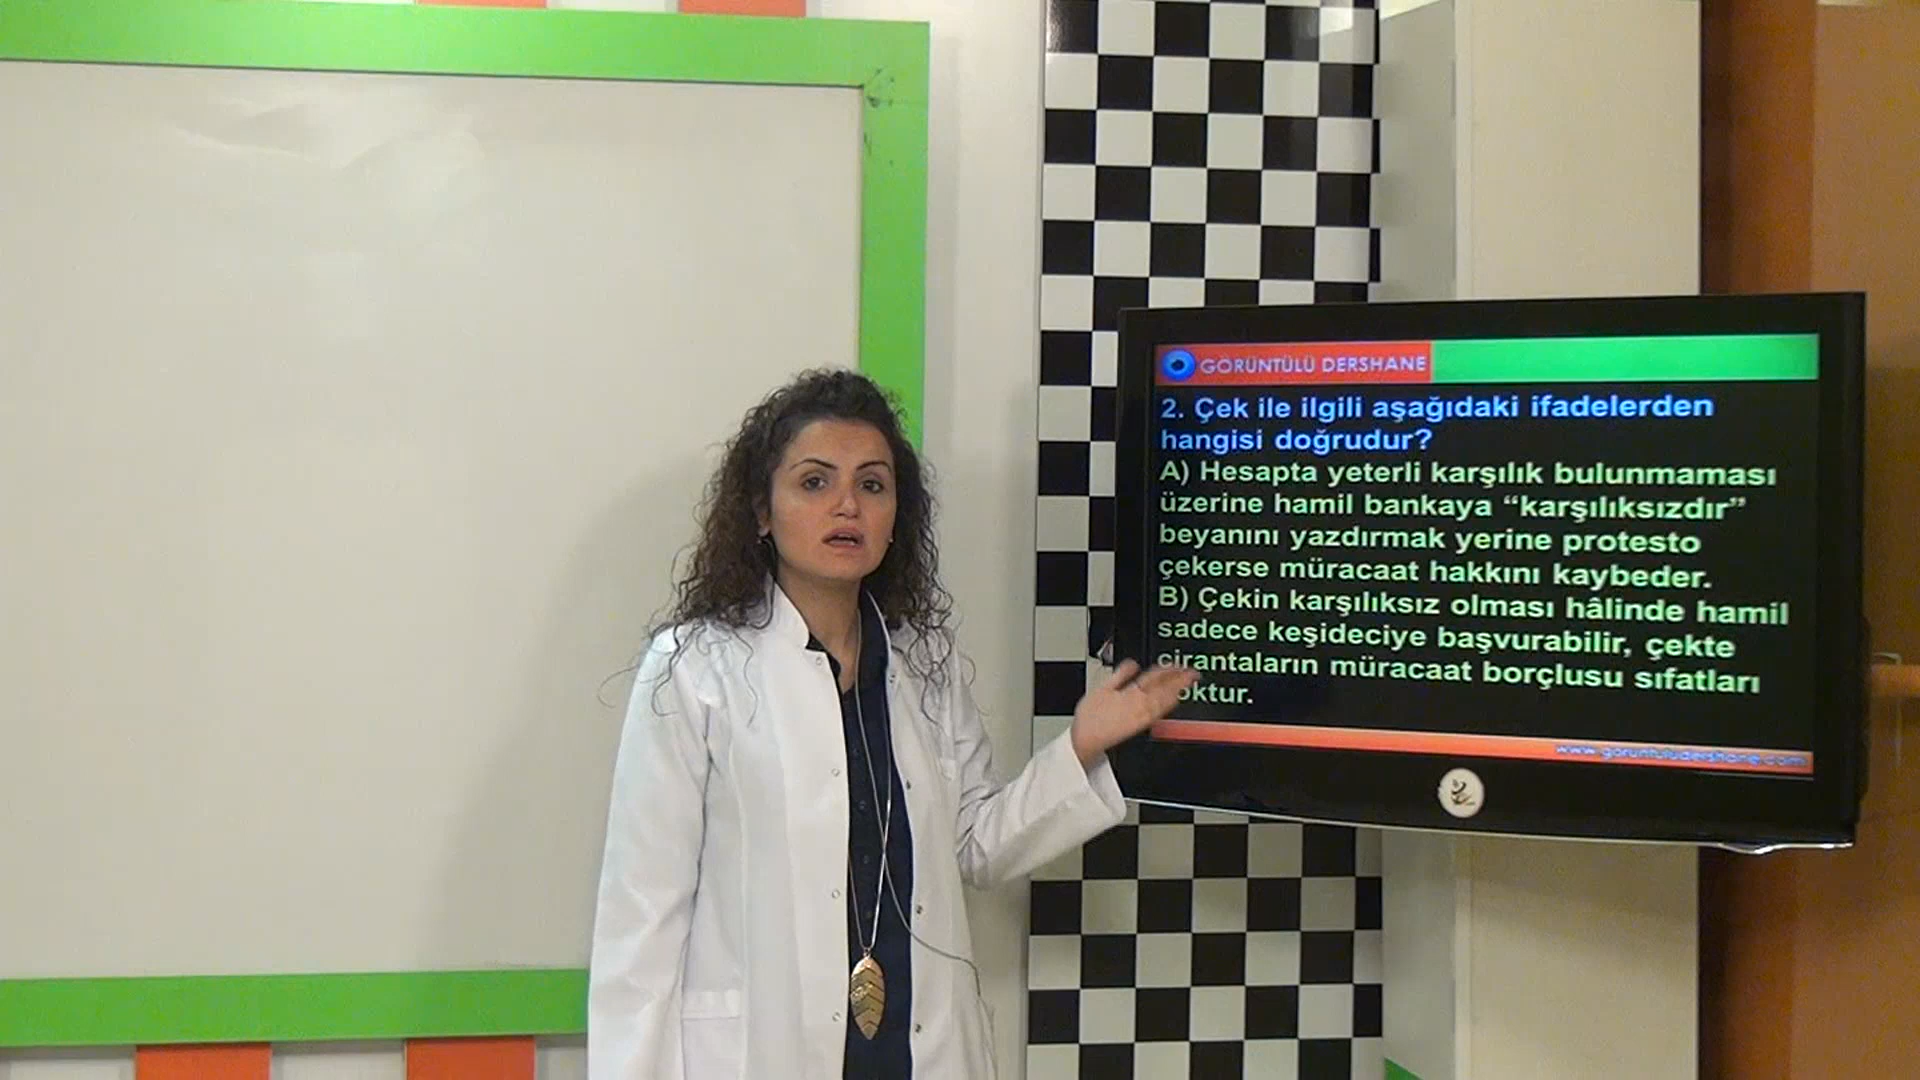 GÖRÜNTÜLÜ DERSHANE
2. Çek ile ilgili aşağıdaki ifadelerden
hangisi doğrudur?
A) Hesapta yeterli karşılık bulunmaması
üzerine hamil bankaya “karşılıksızdır”
beyanını yazdırmak yerine protesto
çekerse müracaat hakkını kaybeder.
B) Çekin karşılıksız olması hâlinde hamil
sadece keşideciye başvurabilir, çekte
cirantaların müracaat borçlusu sıfatları
oktur.
www.goruntuludershane.com